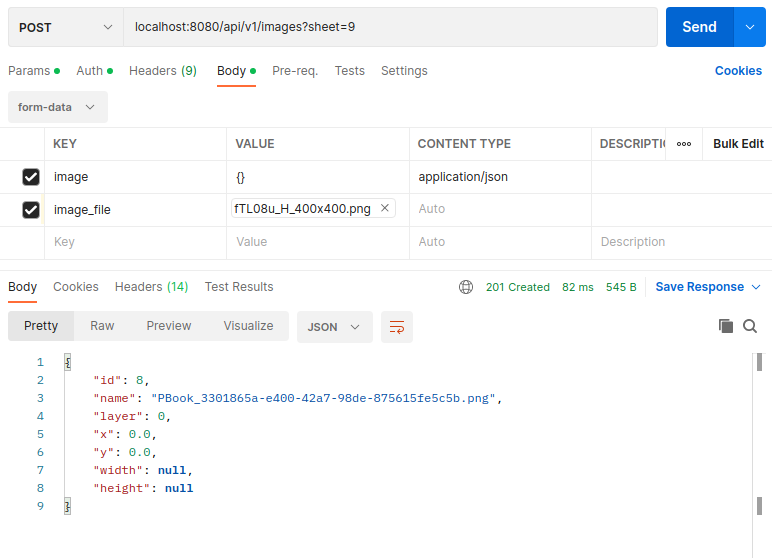 POST localhost:8080/api/v1/images?sheet=9 Send
Params Auth Headers (9) Body Pre-req. Tests Settings Cookies
form-data
KEY VALUE CONTENT TYPE DESCRIPTI ooo Bulk Edit
image {} application/json
image_file fTL08u_H_400x400.png × Auto
Key Value Auto Description
Body Cookies Headers (14) Test Results 201 Created 82 ms 545 B Save Response
Pretty Raw Preview Visualize JSON
1 {
2 "id": 8,
3 "name": "PBook_3301865a-e400-42a7-98de-875615fe5c5b.png",
4 "layer": 0,
5 "x": 0.0,
6 "y": 0.0,
7 "width": null,
8 "height": null
9 }